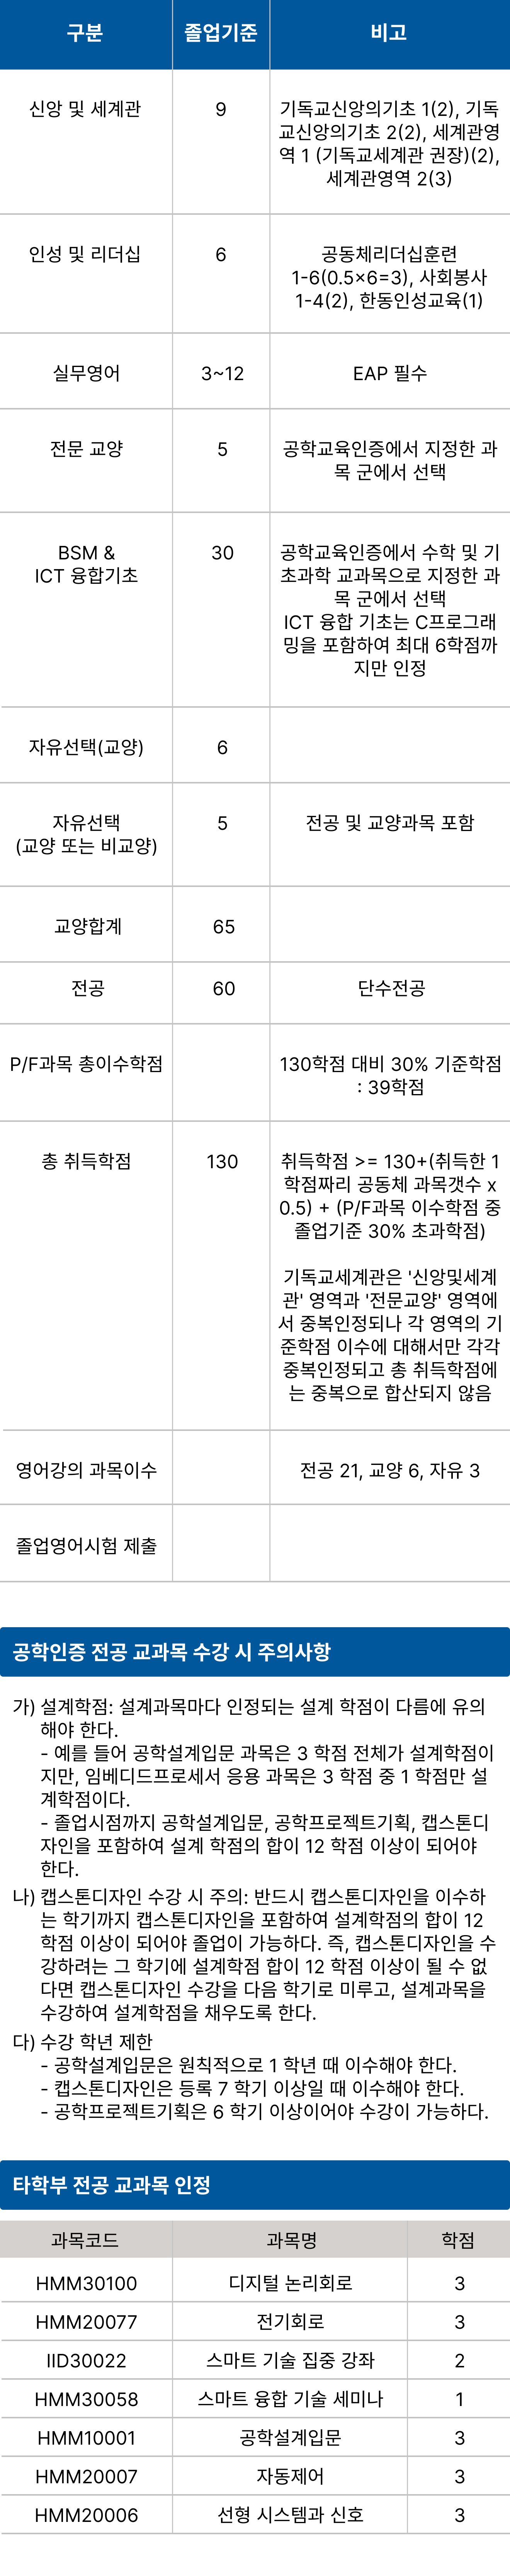 구분 졸업기준 비고
신앙 및 세계관 9 기독교신앙의기초 1(2), 기독
교신앙의기초 2(2), 세계관영
역 1 (기독교세계관 권장)(2),
세계관영역 2(3)
인성 및 리더십 6 공동체리더십훈련
1-6(0.5×6=3), 사회봉사
1-4(2), 한동인성교육(1)
실무영어 3~12 EAP 필수
전문 교양 5 공학교육인증에서 지정한 과
목 군에서 선택
BSM & 30 공학교육인증에서 수학 및 기
ICT 융합기초 초과학 교과목으로 지정한 과
목 군에서 선택
ICT 융합 기초는 C프로그래
밍을 포함하여 최대 6학점까
지만 인정
자유선택(교양) 6
자유선택 5 전공 및 교양과목 포함
(교양 또는 비교양)
교양합계 65
전공 60 단수전공
P/F과목 총이수학점 130학점 대비 30% 기준학점
: 39학점
총 취득학점 130 취득학점 >= 130+(취득한 1
학점짜리 공동체 과목갯수 x
0.5) + (P/F과목 이수학점 중
졸업기준 30% 초과학점)
기독교세계관은 '신앙및세계
관' 영역과 '전문교양' 영역에
서 중복인정되나 각 영역의 기
준학점 이수에 대해서만 각각
중복인정되고 총 취득학점에
는 중복으로 합산되지 않음
영어강의 과목이수 전공 21, 교양 6, 자유 3
졸업영어시험 제출
공학인증 전공 교과목 수강 시 주의사항
가) 설계학점: 설계과목마다 인정되는 설계 학점이 다름에 유의
해야 한다.
- 예를 들어 공학설계입문 과목은 3 학점 전체가 설계학점이
지만, 임베디드프로세서 응용 과목은 3 학점 중 1 학점만 설
계학점이다.
- 졸업시점까지 공학설계입문, 공학프로젝트기획, 캡스톤디
자인을 포함하여 설계 학점의 합이 12 학점 이상이 되어야
한다.
나) 캡스톤디자인 수강 시 주의: 반드시 캡스톤디자인을 이수하
는 학기까지 캡스톤디자인을 포함하여 설계학점의 합이 12
학점 이상이 되어야 졸업이 가능하다. 즉, 캡스톤디자인을 수
강하려는 그 학기에 설계학점 합이 12 학점 이상이 될 수 없
다면 캡스톤디자인 수강을 다음 학기로 미루고, 설계과목을
수강하여 설계학점을 채우도록 한다.
다) 수강 학년 제한
- 공학설계입문은 원칙적으로 1 학년 때 이수해야 한다.
- 캡스톤디자인은 등록 7 학기 이상일 때 이수해야 한다.
- 공학프로젝트기획은 6 학기 이상이어야 수강이 가능하다.
타학부 전공 교과목 인정
과목코드 과목명 학점
HMM30100 디지털 논리회로 3
HMM20077 전기회로 3
IID30022 스마트 기술 집중 강좌 2
HMM30058 스마트 융합 기술 세미나 1
HMM10001 공학설계입문 3
HMM20007 자동제어 3
HMM20006 선형 시스템과 신호 3